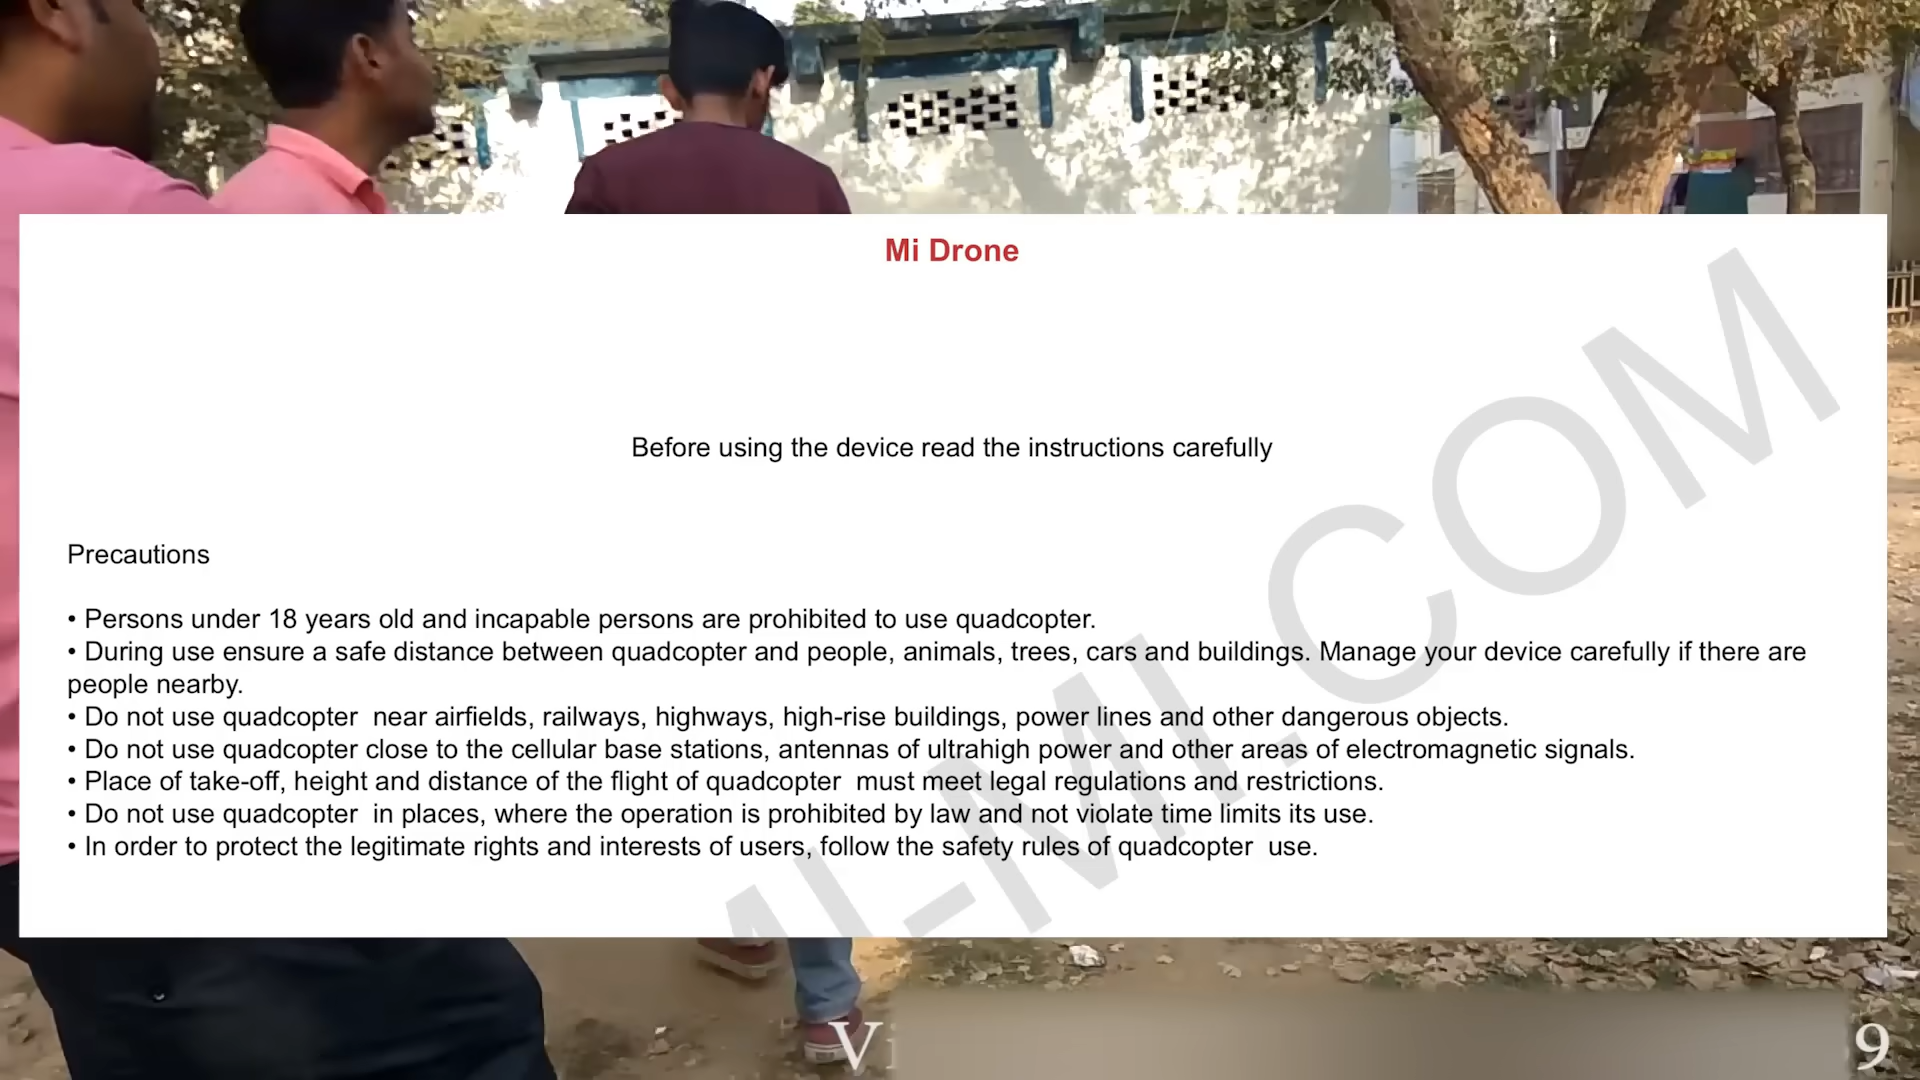 Mi Drone
Before using the device read the instructions carefully
Precautions
• Persons under 18 years old and incapable persons are prohibited to use quadcopter.
• During use ensure a safe distance between quadcopter and people, animals, trees, cars and buildings. Manage your device carefully if there are
people nearby.
• Do not use quadcopter  near airfields, railways, highways, high-rise buildings, power lines and other dangerous objects.
• Do not use quadcopter close to the cellular base stations, antennas of ultrahigh power and other areas of electromagnetic signals.
• Place of take-off, height and distance of the flight of quadcopter  must meet legal regulations and restrictions.
• Do not use quadcopter  in places, where the operation is prohibited by law and not violate time limits its use.
• In order to protect the legitimate rights and interests of users, follow the safety rules of quadcopter  use.
MI-MI.COM
9